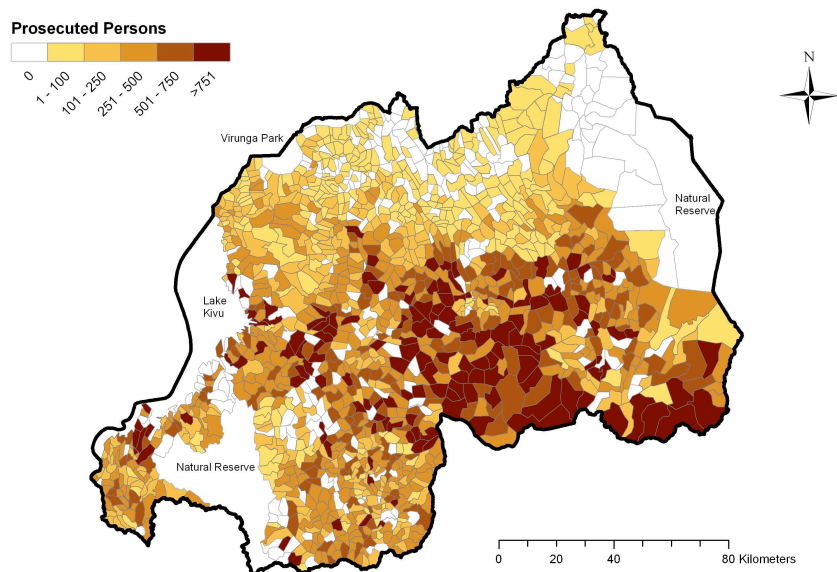 Prosecuted Persons
0
1 - 100
101 - 250
251 - 500
501 - 750
>751
N
Virunga Park
Natural
Reserve
Lake
Kivu
Natural Reserve
0 20 40 80 Kilometers